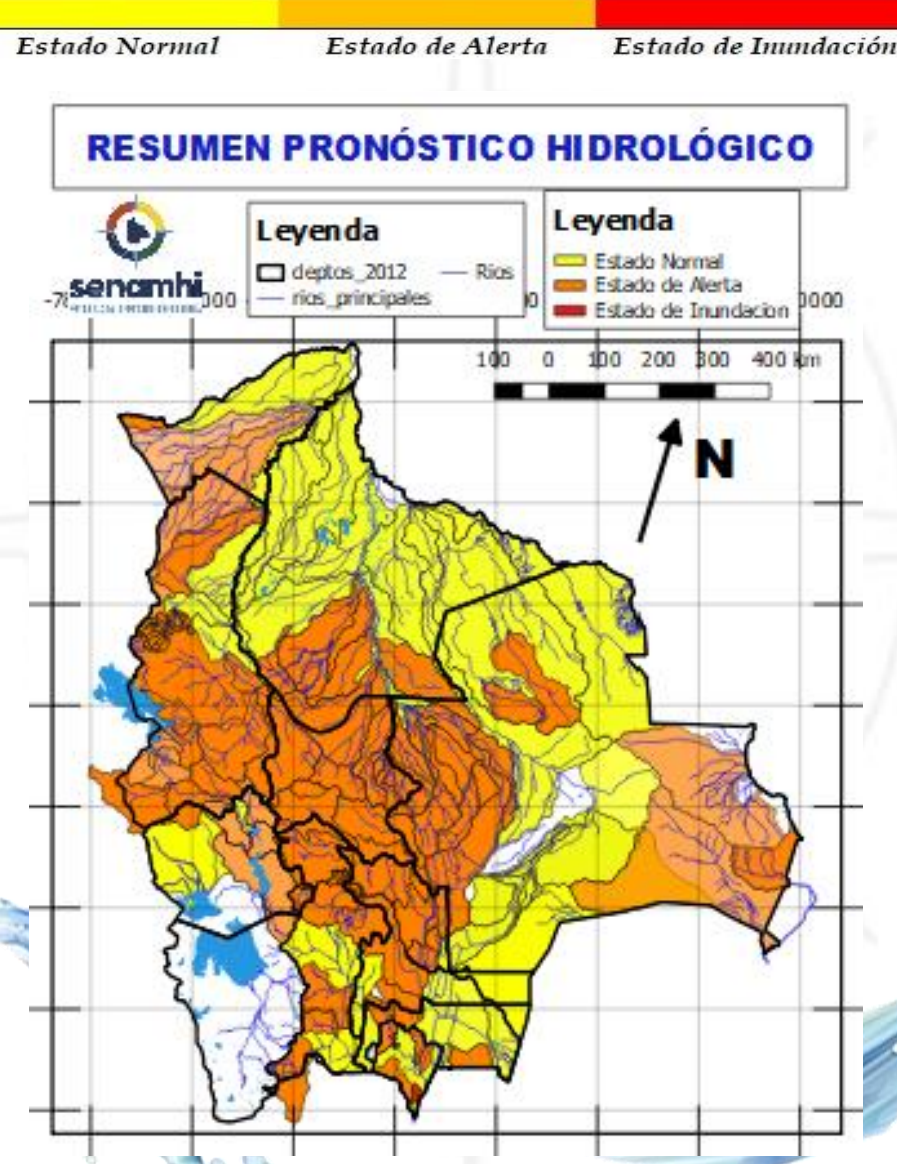 Estado Normal
Estado de Alerta
Estado de Inundación
RESUMEN PRONÓSTICO HIDROLÓGICO
senamhi
Leyenda
deptos_2012
Rios
rios_principales
Leyenda
Estado Normal
Estado de Alerta
Estado de Inundacion
100 0 100 200 300 400 km
N